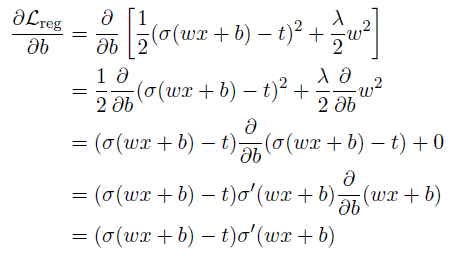 ∂ℒ_reg/∂b = ∂/∂b [1/2 (σ(wx + b) − t)² + λ/2 w²]
= 1/2 ∂/∂b (σ(wx + b) − t)² + λ/2 ∂/∂b w²
= (σ(wx + b) − t) ∂/∂b (σ(wx + b) − t) + 0
= (σ(wx + b) − t)σ′(wx + b) ∂/∂b (wx + b)
= (σ(wx + b) − t)σ′(wx + b)